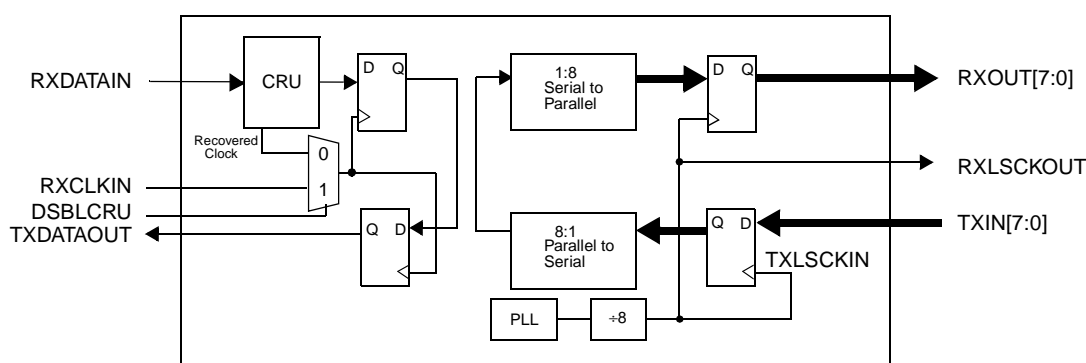 RXDATAIN
CRU
D Q
1:8
Serial to
Parallel
D Q
RXOUT[7:0]
Recovered
Clock
0
1
RXCLKIN
DSBLCRU
TXDATAOUT
Q D
RXLSCKOUT
8:1
Parallel to
Serial
Q D
TXIN[7:0]
TXLSCKIN
PLL
÷8